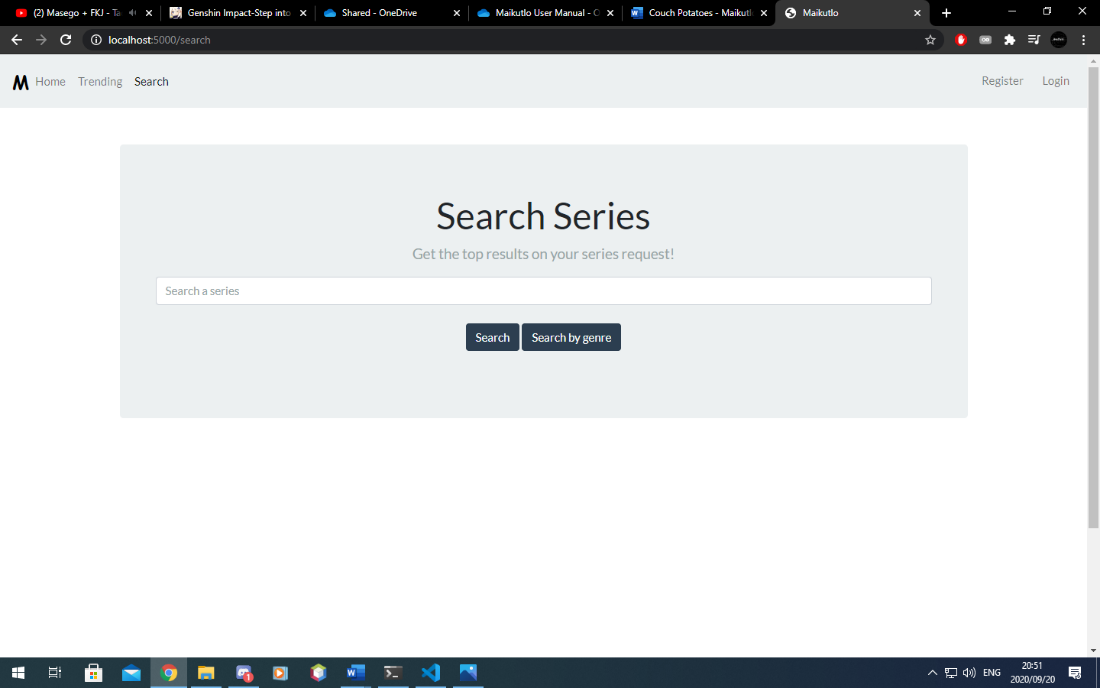 (2) Masego + FKJ - Ta
Genshin Impact-Step into
Shared - OneDrive
Maikutlo User Manual - O
Couch Potatoes - Maikutl
Maikutlo
localhost:5000/search
M Home Trending Search Register Login
Search Series
Get the top results on your series request!
Search a series
Search Search by genre
ENG
20:51
2020/09/20